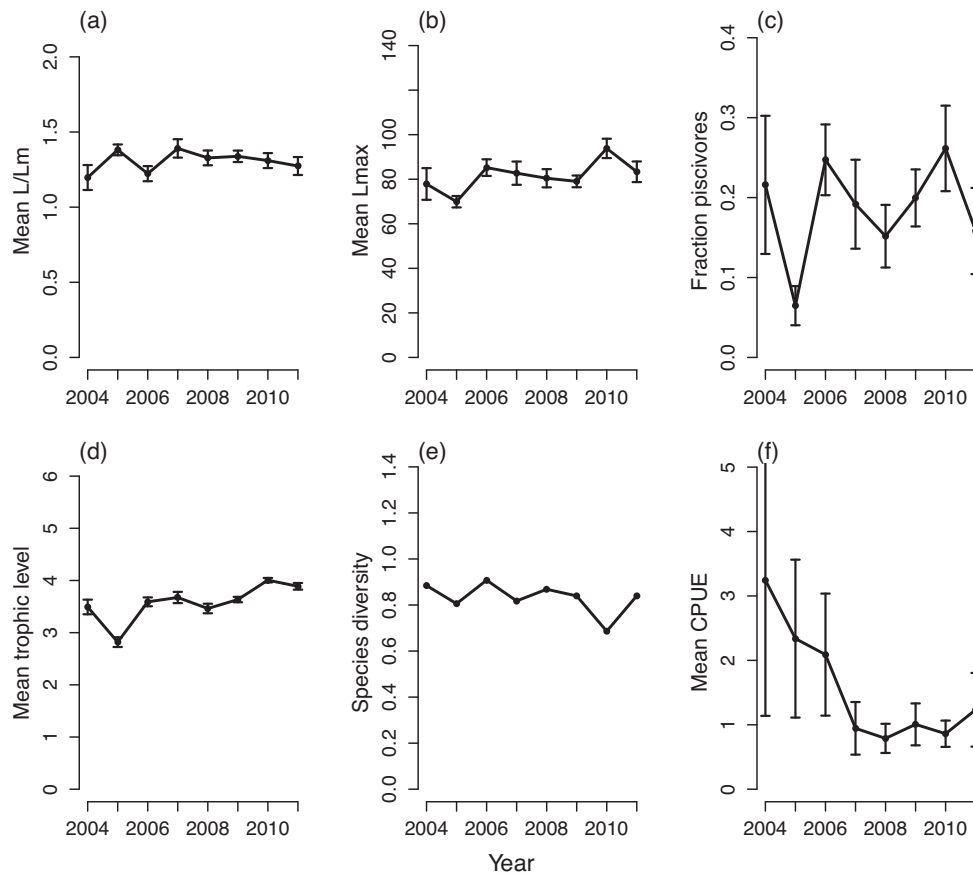 (a)
Mean L/Lm
0.0 0.5 1.0 1.5 2.0
2004 2006 2008 2010
(b)
Mean Lmax
0 20 40 60 80 100 140
2004 2006 2008 2010
(c)
Fraction piscivores
0.0 0.1 0.2 0.3 0.4
2004 2006 2008 2010
(d)
Mean trophic level
0 1 2 3 4 5 6
2004 2006 2008 2010
(e)
Species diversity
0.0 0.2 0.4 0.6 0.8 1.0 1.2 1.4
2004 2006 2008 2010
(f)
Mean CPUE
0 1 2 3 4 5
2004 2006 2008 2010
Year